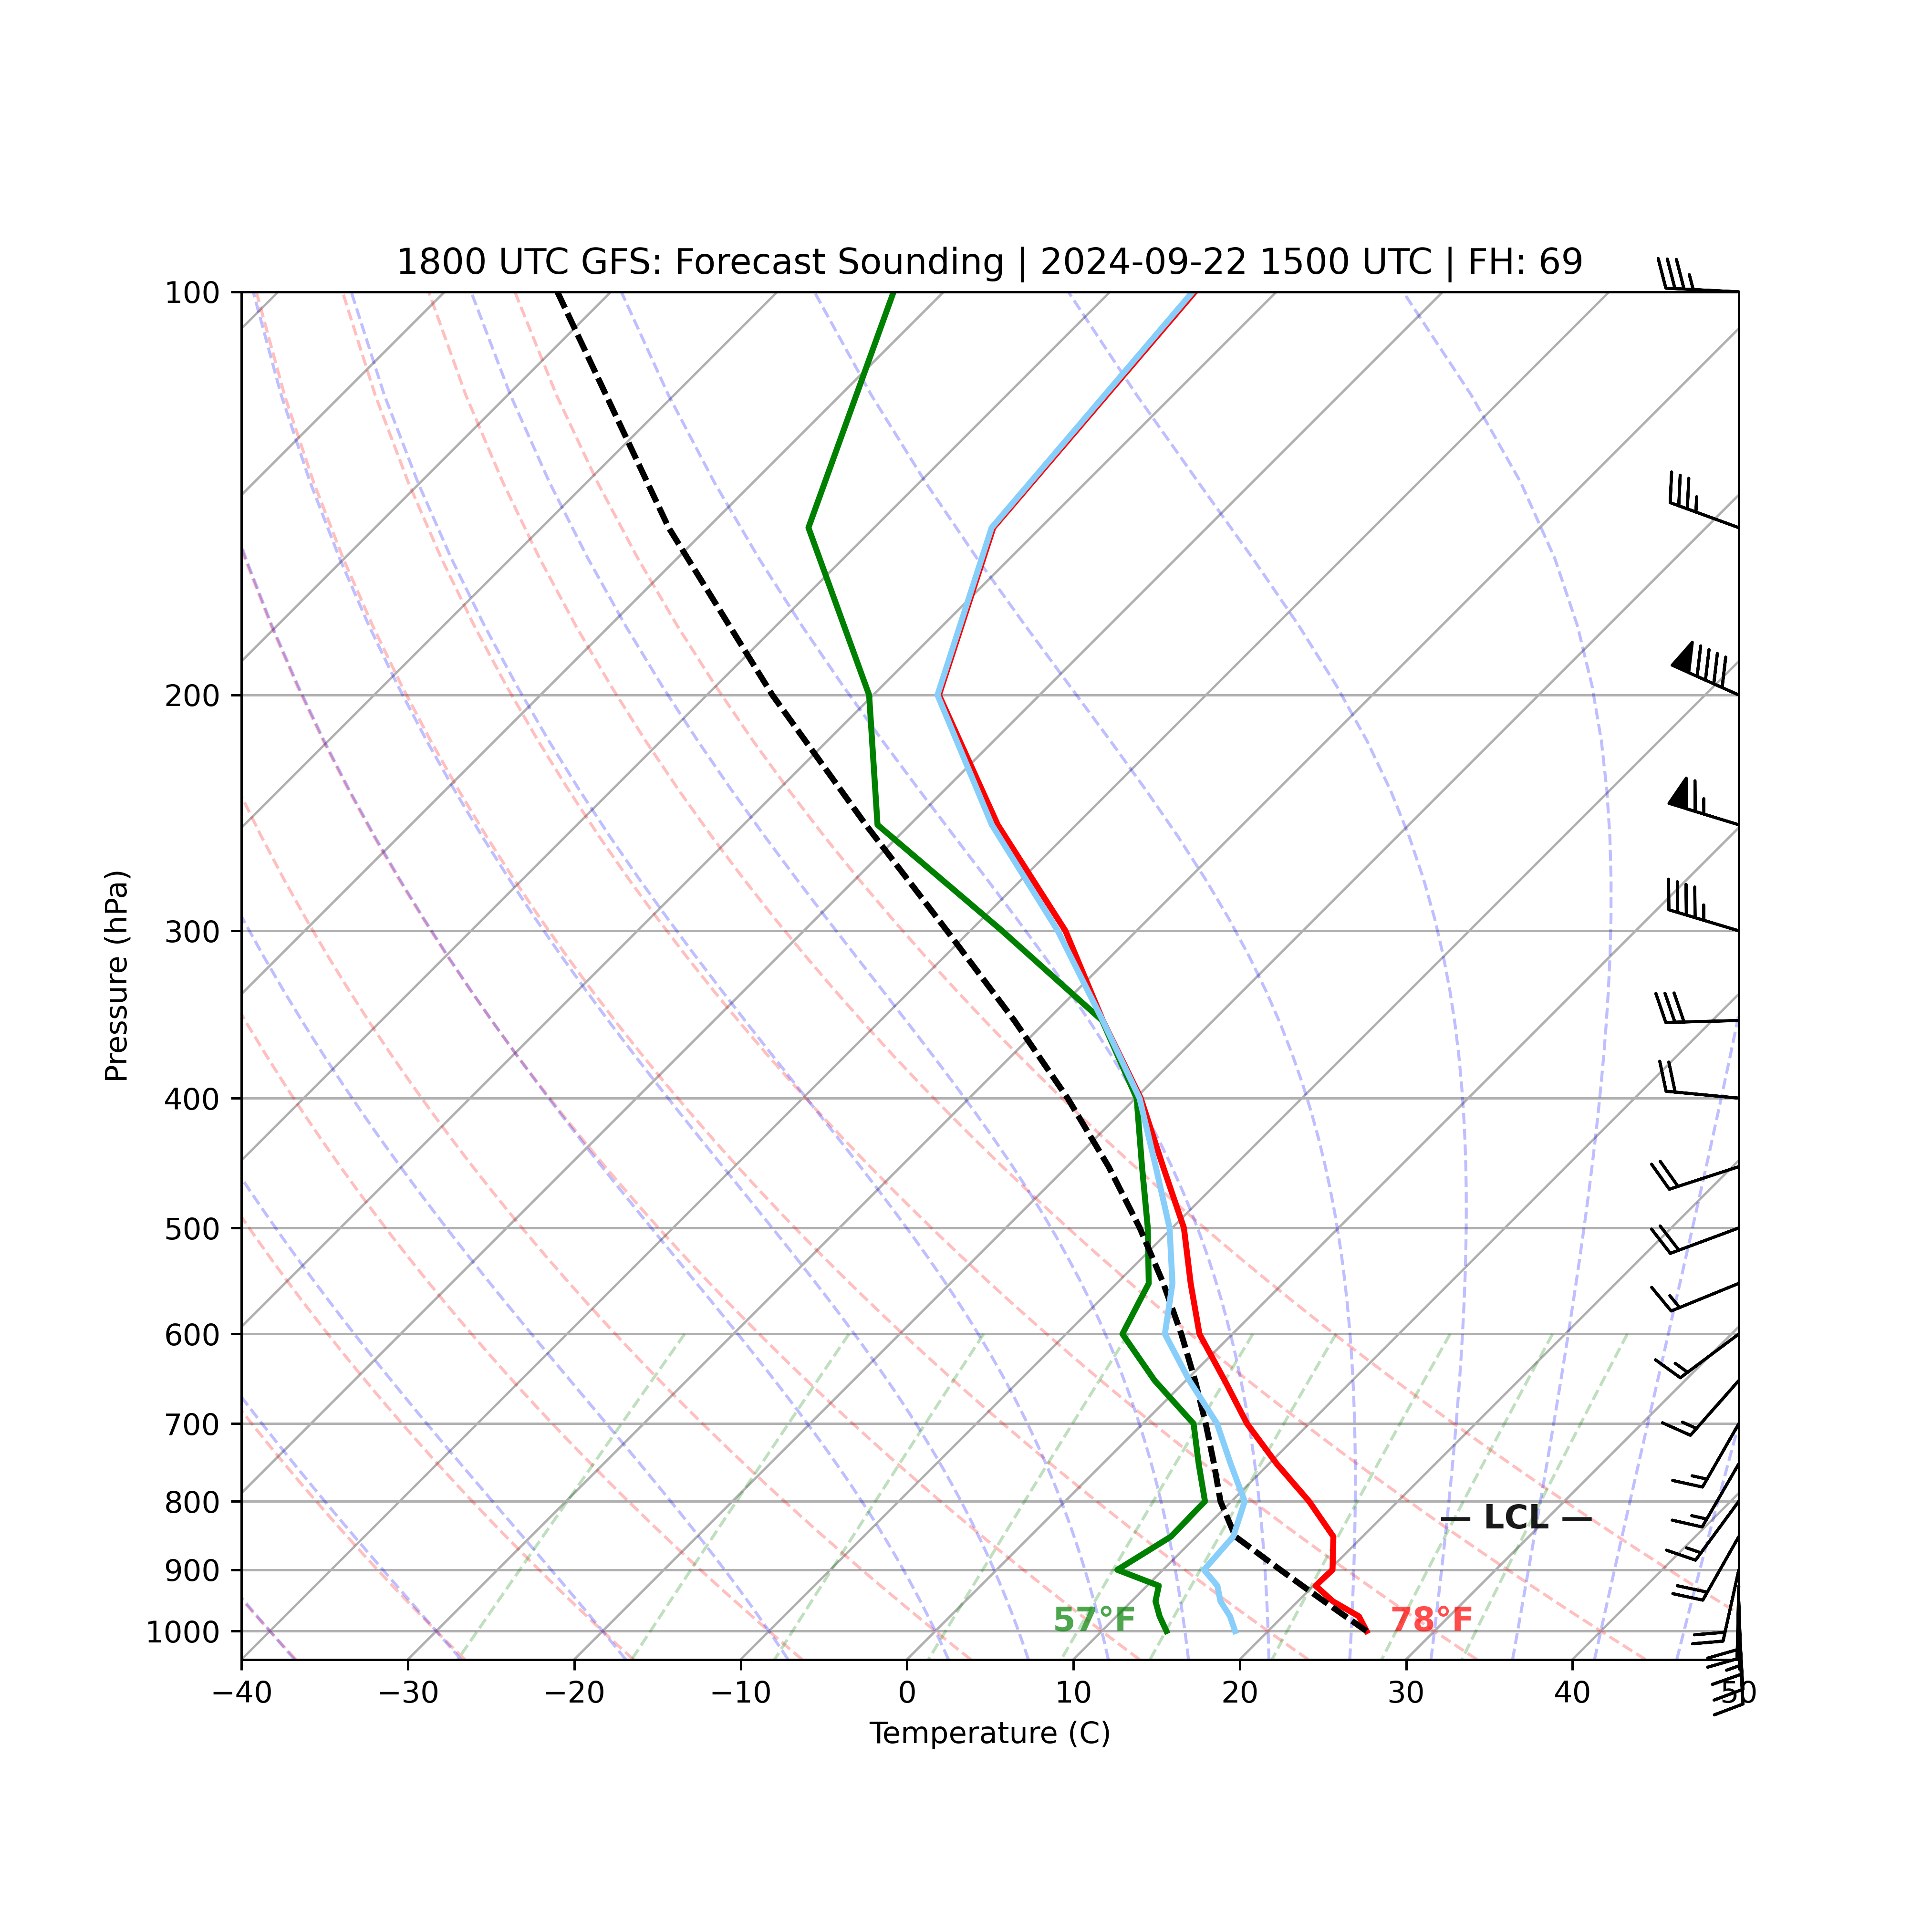 1800 UTC GFS: Forecast Sounding | 2024-09-22 1500 UTC | FH: 69
100
200
300
400
500
600
700
800
900
1000
Pressure (hPa)
— LCL —
57°F
78°F
−40 −30 −20 −10 0 10 20 30 40 50
Temperature (C)